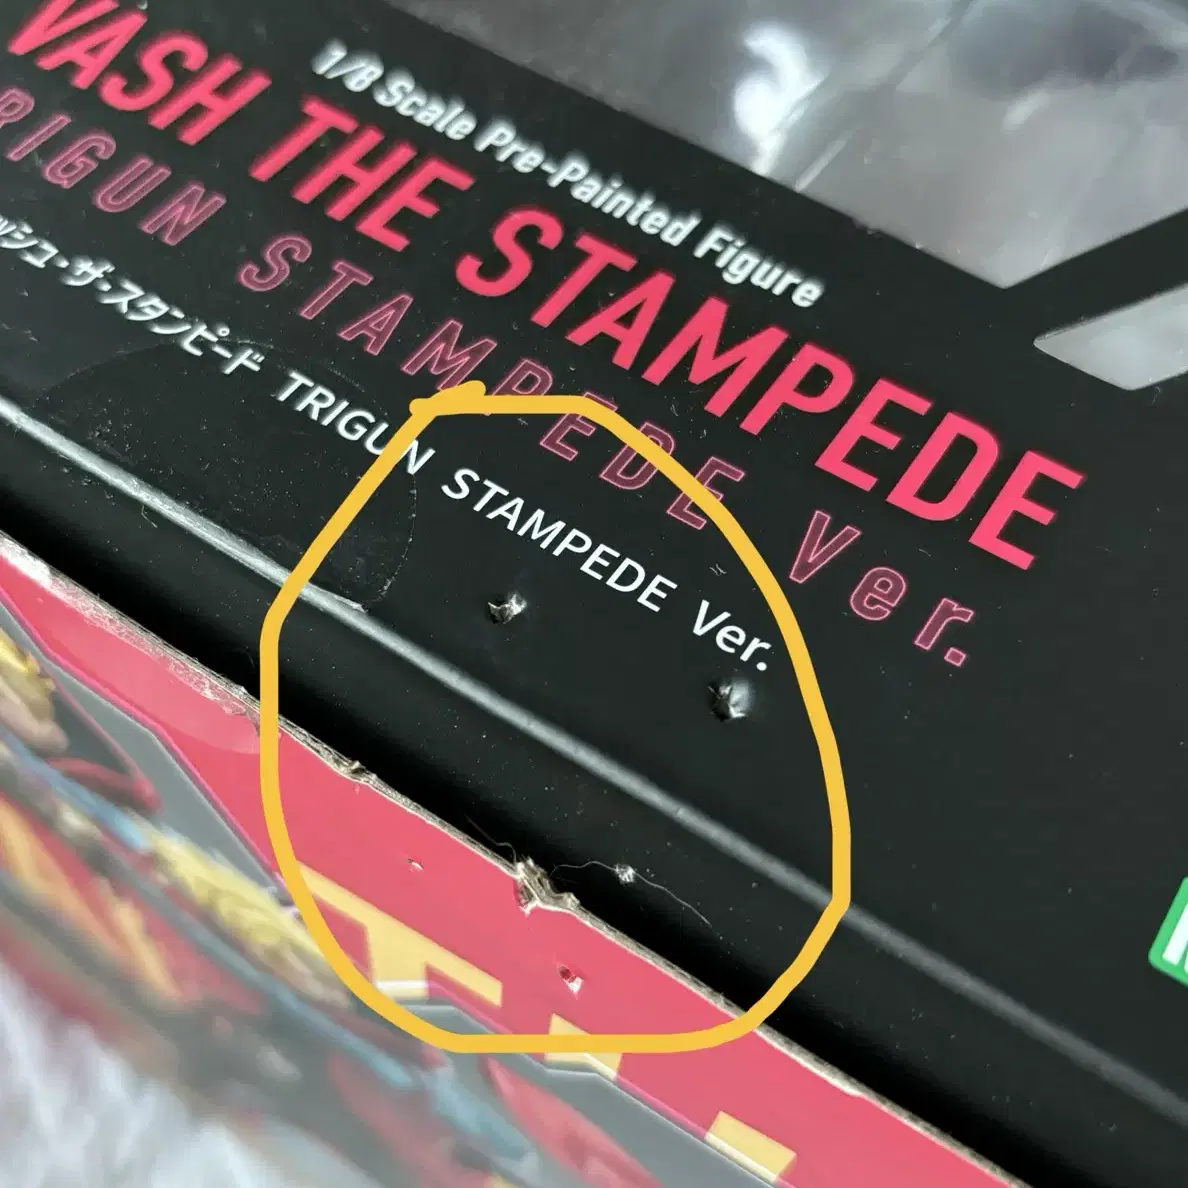 1/8 Scale Pre-Painted Figure
VASH THE STAMPEDE
RIGUN STAMPEDE Ver.
ッシュ・ザ・スタンピード TRIGUN STAMPEDE Ver.